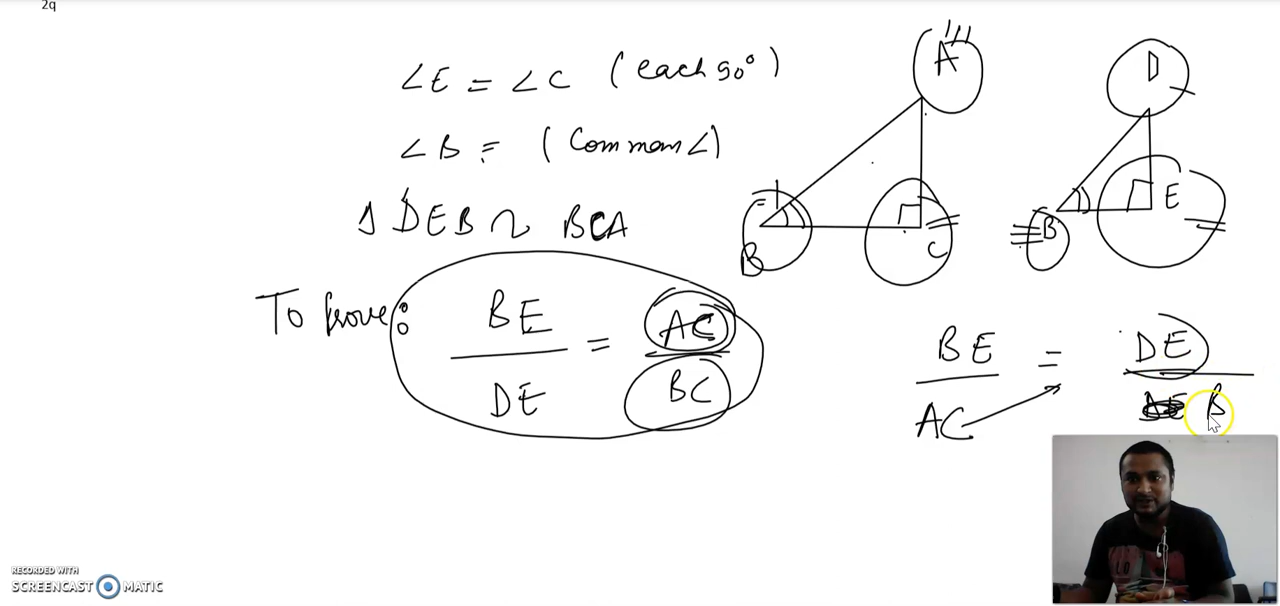 2q
∠E = ∠C (each 90°)
∠B = (Common ∠)
Δ DEB ~ BCA
To prove:
BE
DE
=
AC
BC
A
B
C
D
B
E
BE
AC
=
DE
B
RECORDED WITH
SCREENCAST MATIC